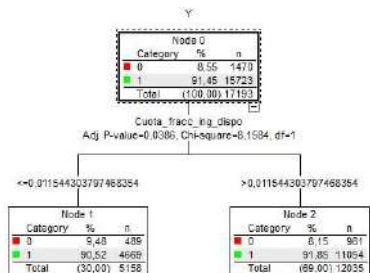 Y
Node 0
Category % n
0 8,55 1470
1 91,45 15723
Total (100,00) 17193
Cuota_fracc_ing_dispo
Adj. P-value=0,0386, Chi-square=8,1584, df=1
<=0,011544303797468354
>0,011544303797468354
Node 1
Category % n
0 9,48 489
1 90,52 4669
Total (30,00) 5158
Node 2
Category % n
0 8,15 981
1 91,85 11054
Total 12035